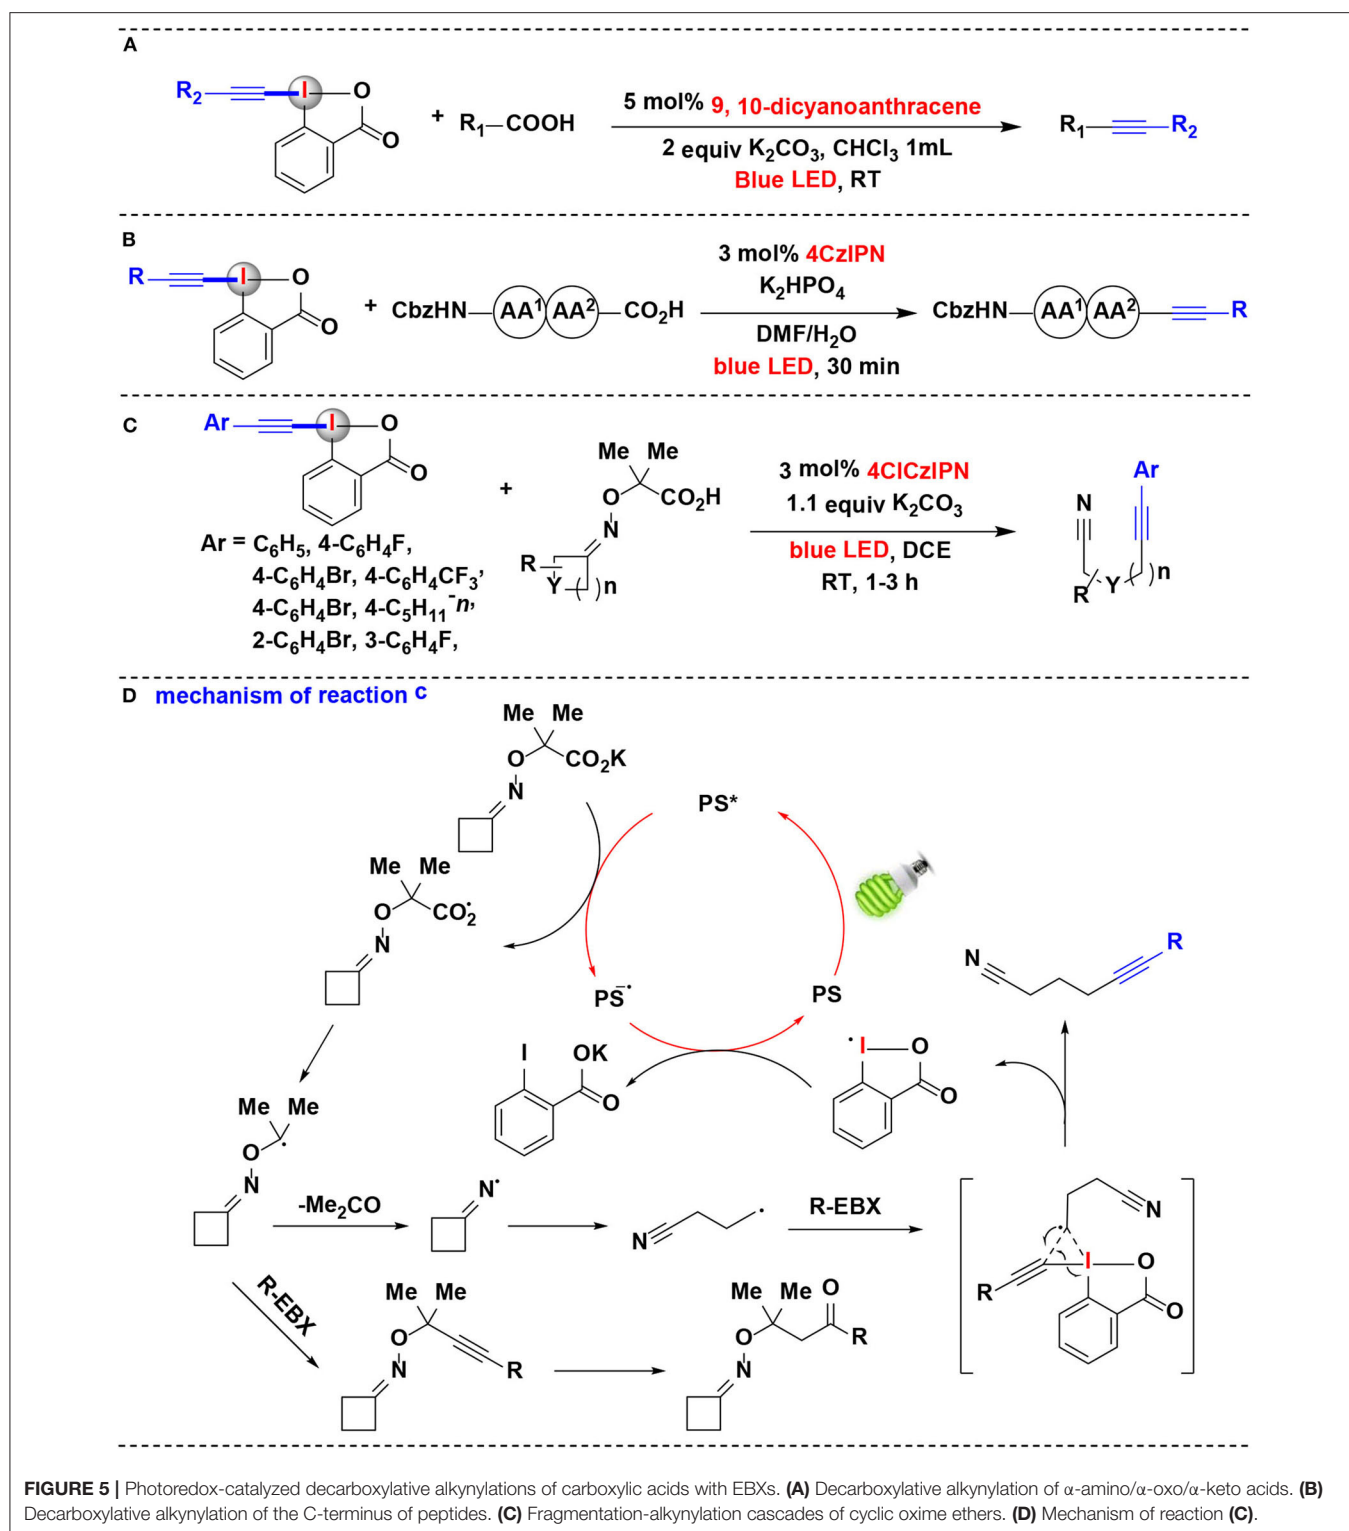 A
R₂ I O O + R₁—COOH 5 mol% 9, 10-dicyanoanthracene R₁ R₂
2 equiv K₂CO₃, CHCl₃ 1mL
Blue LED, RT
B
R I O O + CbzHN AA¹ AA² CO₂H 3 mol% 4CzIPN CbzHN AA¹ AA² R
K₂HPO₄
DMF/H₂O
blue LED, 30 min
C
Ar I O O
+
Me Me
O CO₂H
N
R Y ( )n
3 mol% 4ClCzIPN
1.1 equiv K₂CO₃
blue LED, DCE
RT, 1-3 h
N Ar
R Y ( )n
Ar = C₆H₅, 4-C₆H₄F,
4-C₆H₄Br, 4-C₆H₄CF₃,
4-C₆H₄Br, 4-C₅H₁₁-n,
2-C₆H₄Br, 3-C₆H₄F,
D mechanism of reaction c
Me Me
O CO₂K
N
PS*
Me Me
O CO₂•
N
PS–•
PS
N R
I OK
O
•I O
O
Me Me
O •
N
-Me₂CO
N•
N •
R-EBX
N
•
R I O
O
R-EBX
Me Me
O
N R
Me Me O
O R
N
FIGURE 5 | Photoredox-catalyzed decarboxylative alkynylations of carboxylic acids with EBXs. (A) Decarboxylative alkynylation of α-amino/α-oxo/α-keto acids. (B)
Decarboxylative alkynylation of the C-terminus of peptides. (C) Fragmentation-alkynylation cascades of cyclic oxime ethers. (D) Mechanism of reaction (C).